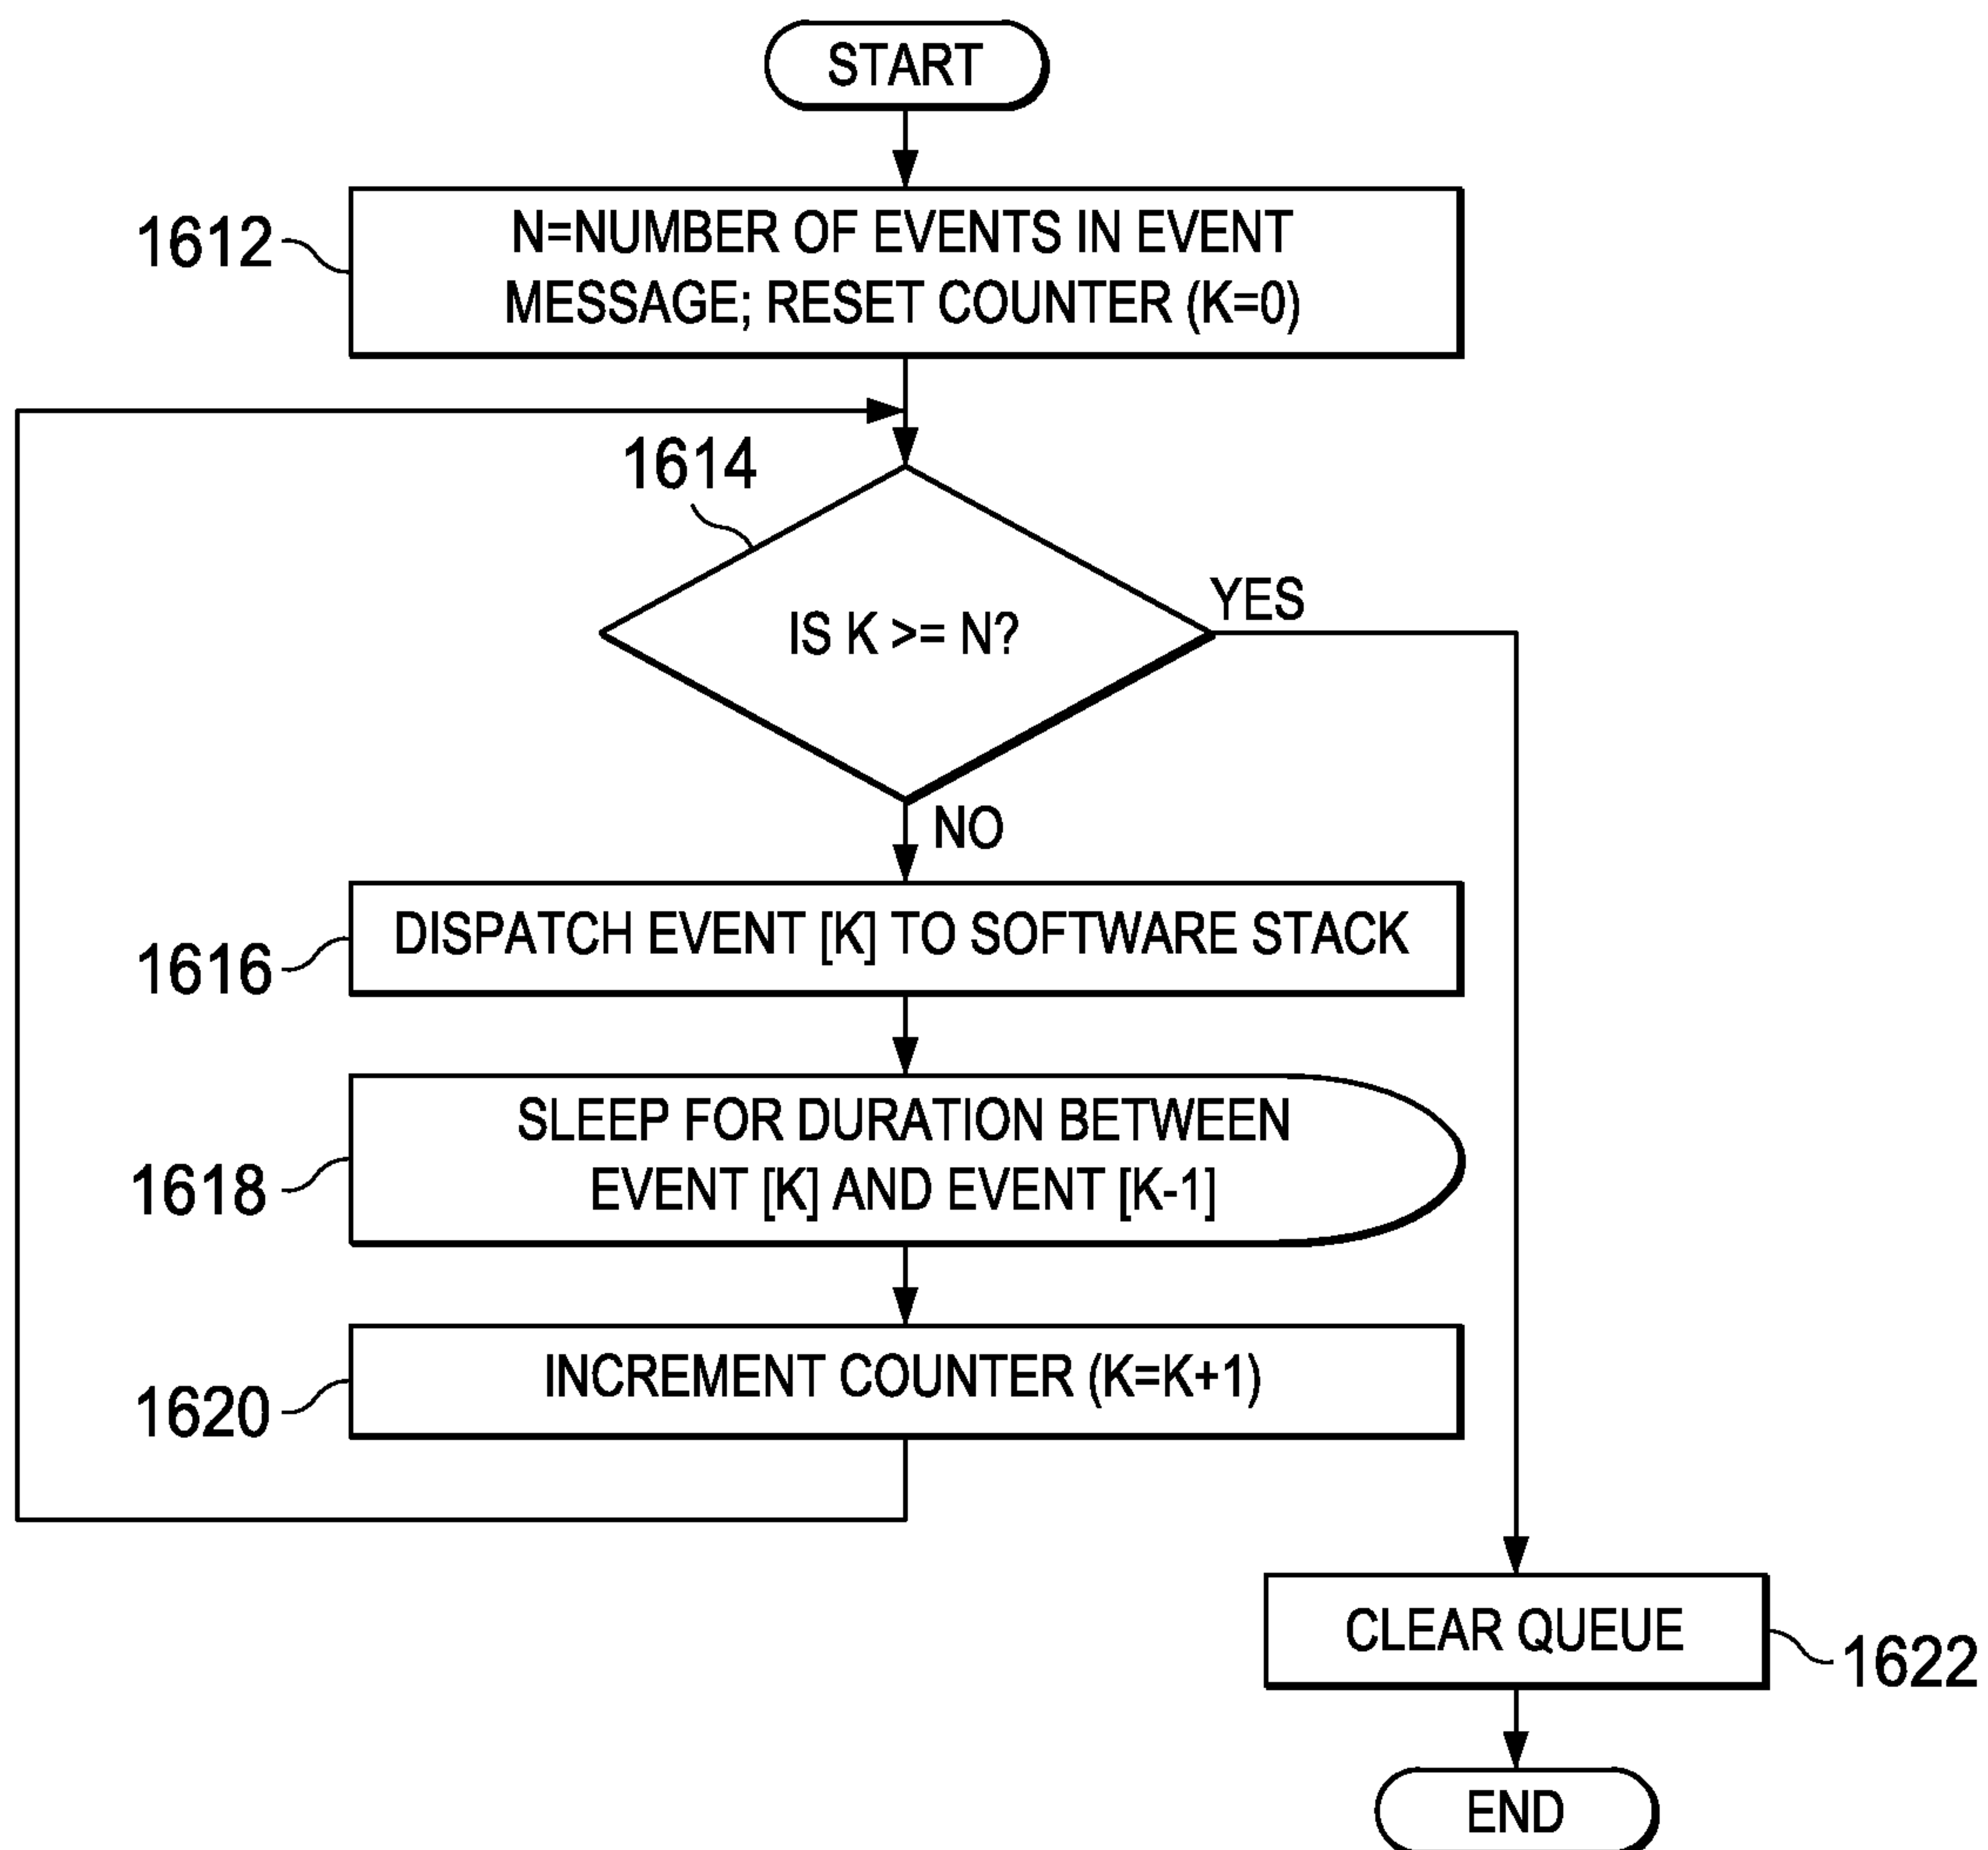 START
1612
N=NUMBER OF EVENTS IN EVENT
MESSAGE; RESET COUNTER (K=0)
1614
IS K >= N?
YES
NO
1616
DISPATCH EVENT [K] TO SOFTWARE STACK
1618
SLEEP FOR DURATION BETWEEN
EVENT [K] AND EVENT [K-1]
1620
INCREMENT COUNTER (K=K+1)
CLEAR QUEUE
1622
END